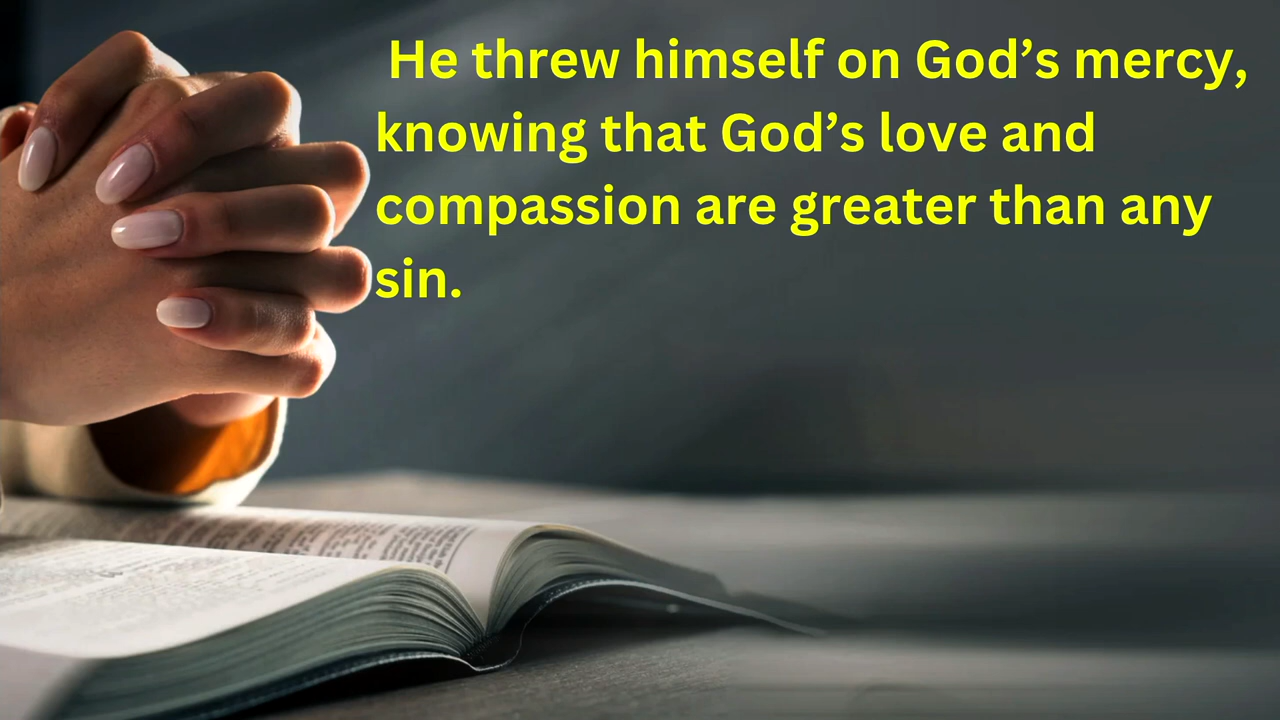 He threw himself on God’s mercy,
knowing that God’s love and
compassion are greater than any
sin.